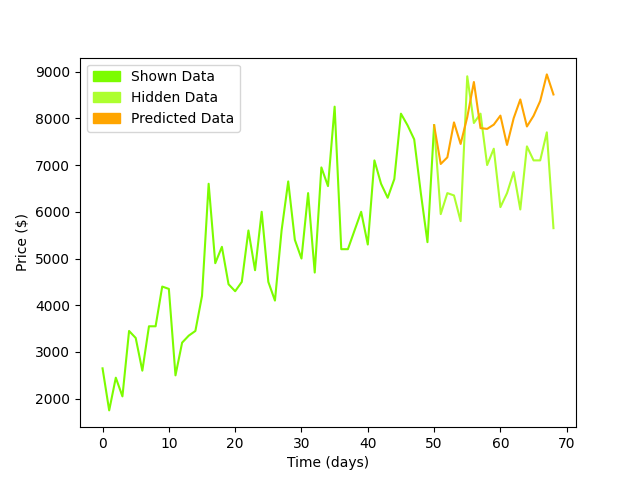 Shown Data
Hidden Data
Predicted Data
9000
8000
7000
6000
5000
4000
3000
2000
Price ($)
0 10 20 30 40 50 60 70
Time (days)